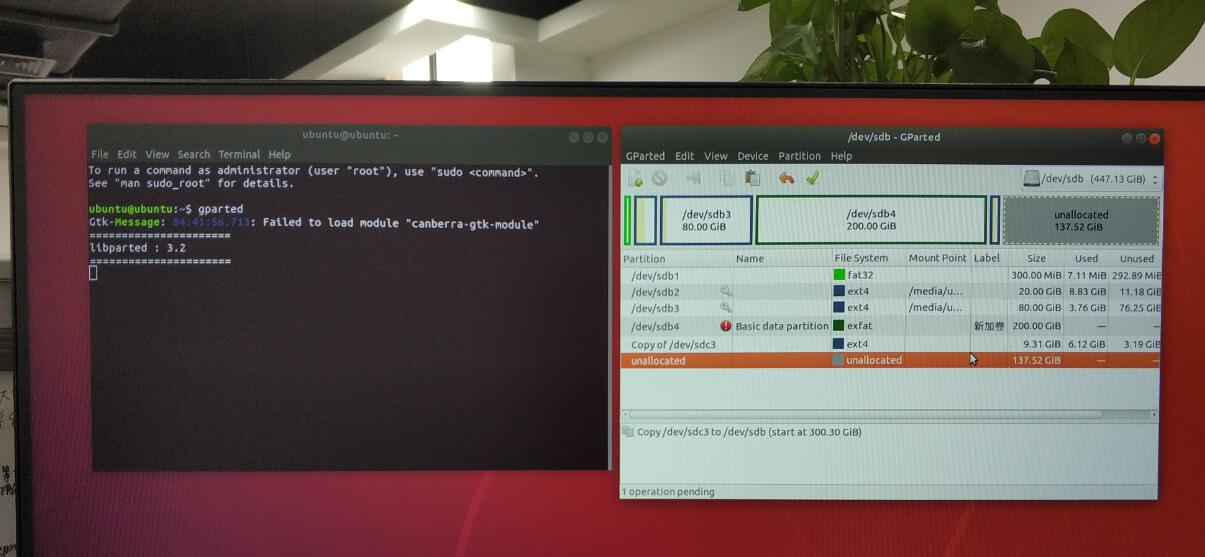 ubuntu@ubuntu: ~
File Edit View Search Terminal Help
To run a command as administrator (user "root"), use "sudo <command>".
See "man sudo_root" for details.
ubuntu@ubuntu:~$ gparted
Gtk-Message: 04:41:56.713: Failed to load module "canberra-gtk-module"
======================
libparted : 3.2
======================
/dev/sdb - GParted
GParted Edit View Device Partition Help
/dev/sdb (447.13 GiB)
/dev/sdb3
80.00 GiB
/dev/sdb4
200.00 GiB
unallocated
137.52 GiB
Partition Name File System Mount Point Label Size Used Unused
/dev/sdb1 fat32 300.00 MiB 7.11 MiB 292.89 MiB
/dev/sdb2 ext4 /media/u... 20.00 GiB 8.83 GiB 11.18 GiB
/dev/sdb3 ext4 /media/u... 80.00 GiB 3.76 GiB 76.25 GiB
/dev/sdb4 Basic data partition exfat 新加卷 200.00 GiB — —
Copy of /dev/sdc3 ext4 9.31 GiB 6.12 GiB 3.19 GiB
unallocated unallocated 137.52 GiB — —
Copy /dev/sdc3 to /dev/sdb (start at 300.30 GiB)
1 operation pending